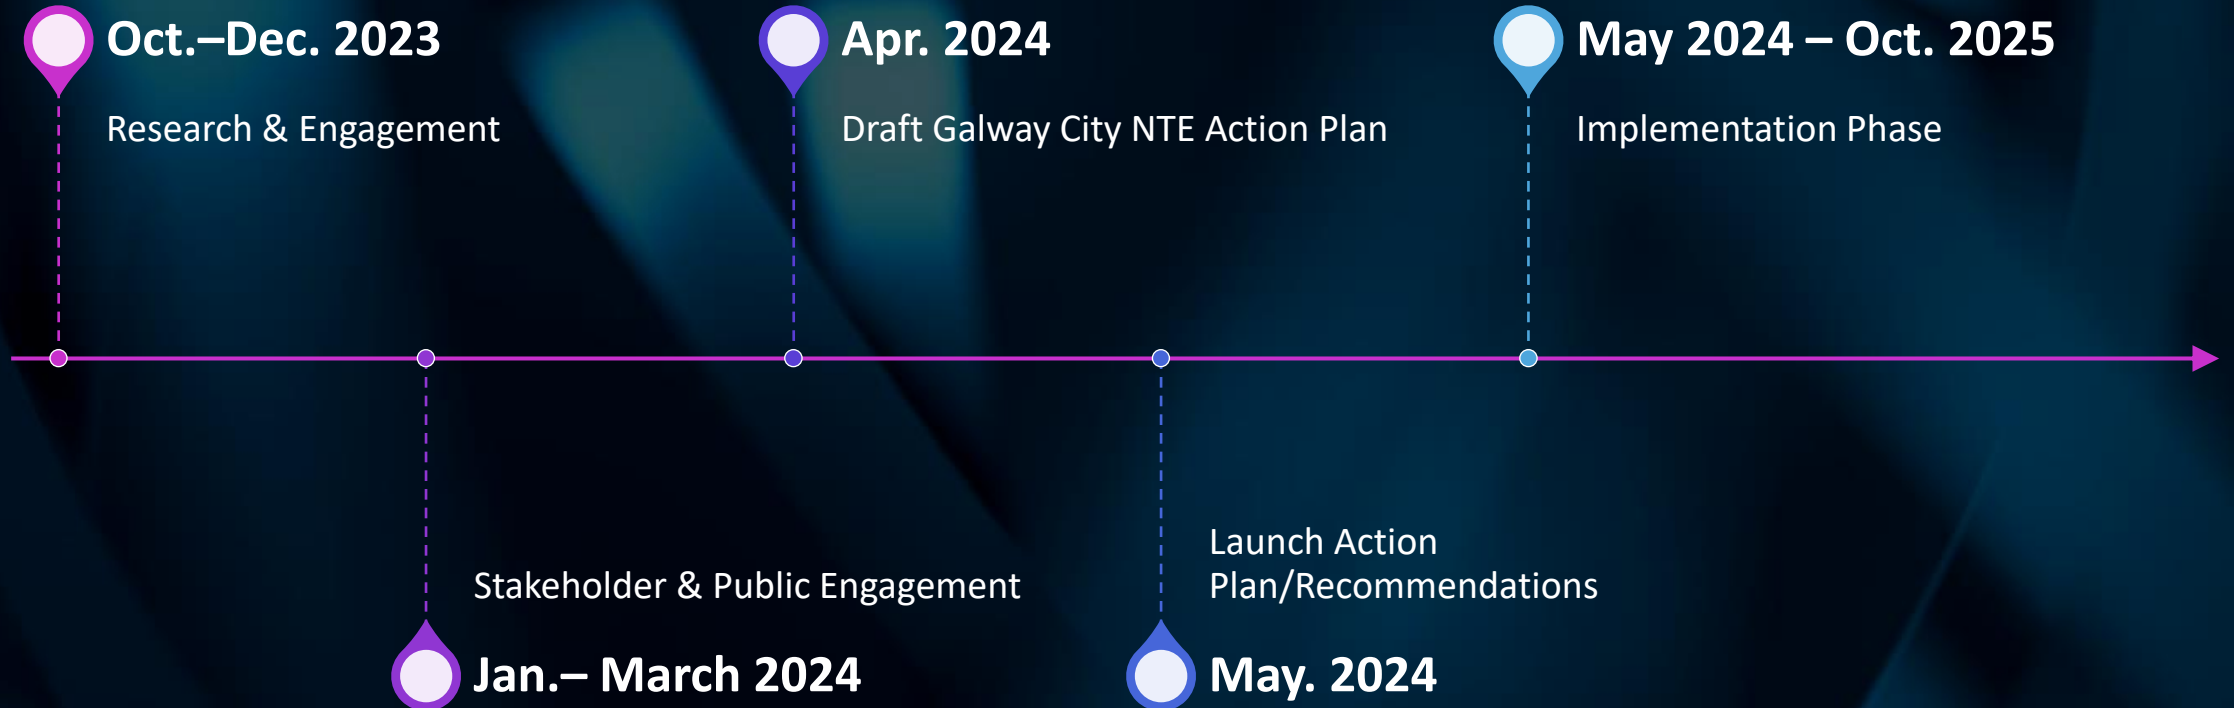 Oct.–Dec. 2023
Research & Engagement
Apr. 2024
Draft Galway City NTE Action Plan
May 2024 – Oct. 2025
Implementation Phase
Stakeholder & Public Engagement
Jan.– March 2024
Launch Action
Plan/Recommendations
May. 2024